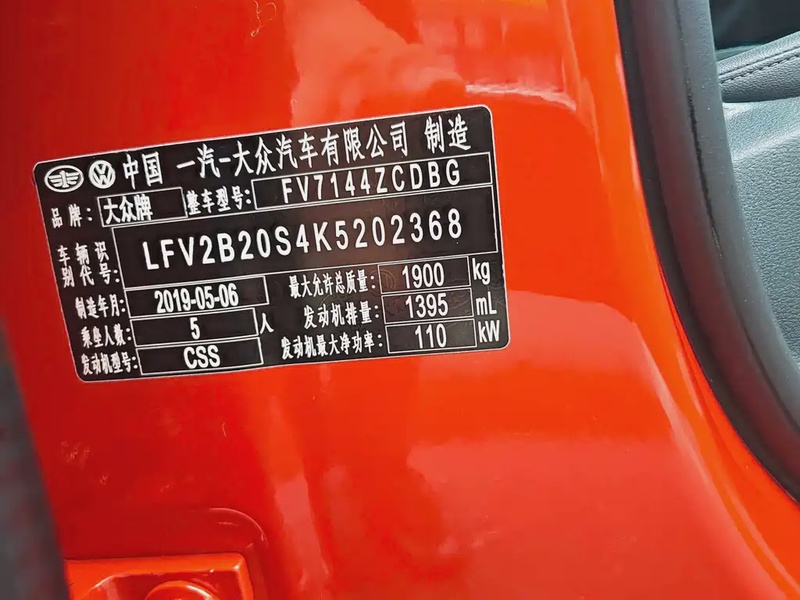 中国 一汽-大众汽车有限公司 制造
品牌: 大众牌 整车型号: FV7144ZCDBG
车辆识别代号: LFV2B20S4K5202368
制造年月: 2019-05-06 最大允许总质量: 1900 kg
乘坐人数: 5 人 发动机排量: 1395 mL
发动机型号: CSS 发动机最大净功率: 110 kW